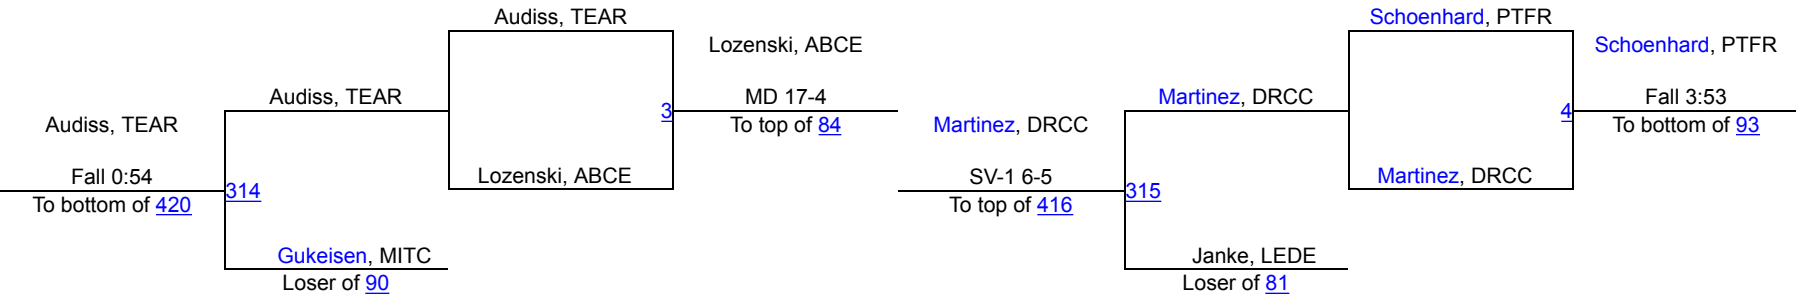 Audiss, TEAR
Lozenski, ABCE
Audiss, TEAR
3
MD 17-4
To top of 84
Audiss, TEAR
Fall 0:54
314
Lozenski, ABCE
To bottom of 420
Gukeisen, MITC
Loser of 90
Schoenhard, PTFR
Schoenhard, PTFR
Martinez, DRCC
4
Fall 3:53
To bottom of 93
Martinez, DRCC
SV-1 6-5
315
Martinez, DRCC
To top of 416
Janke, LEDE
Loser of 81